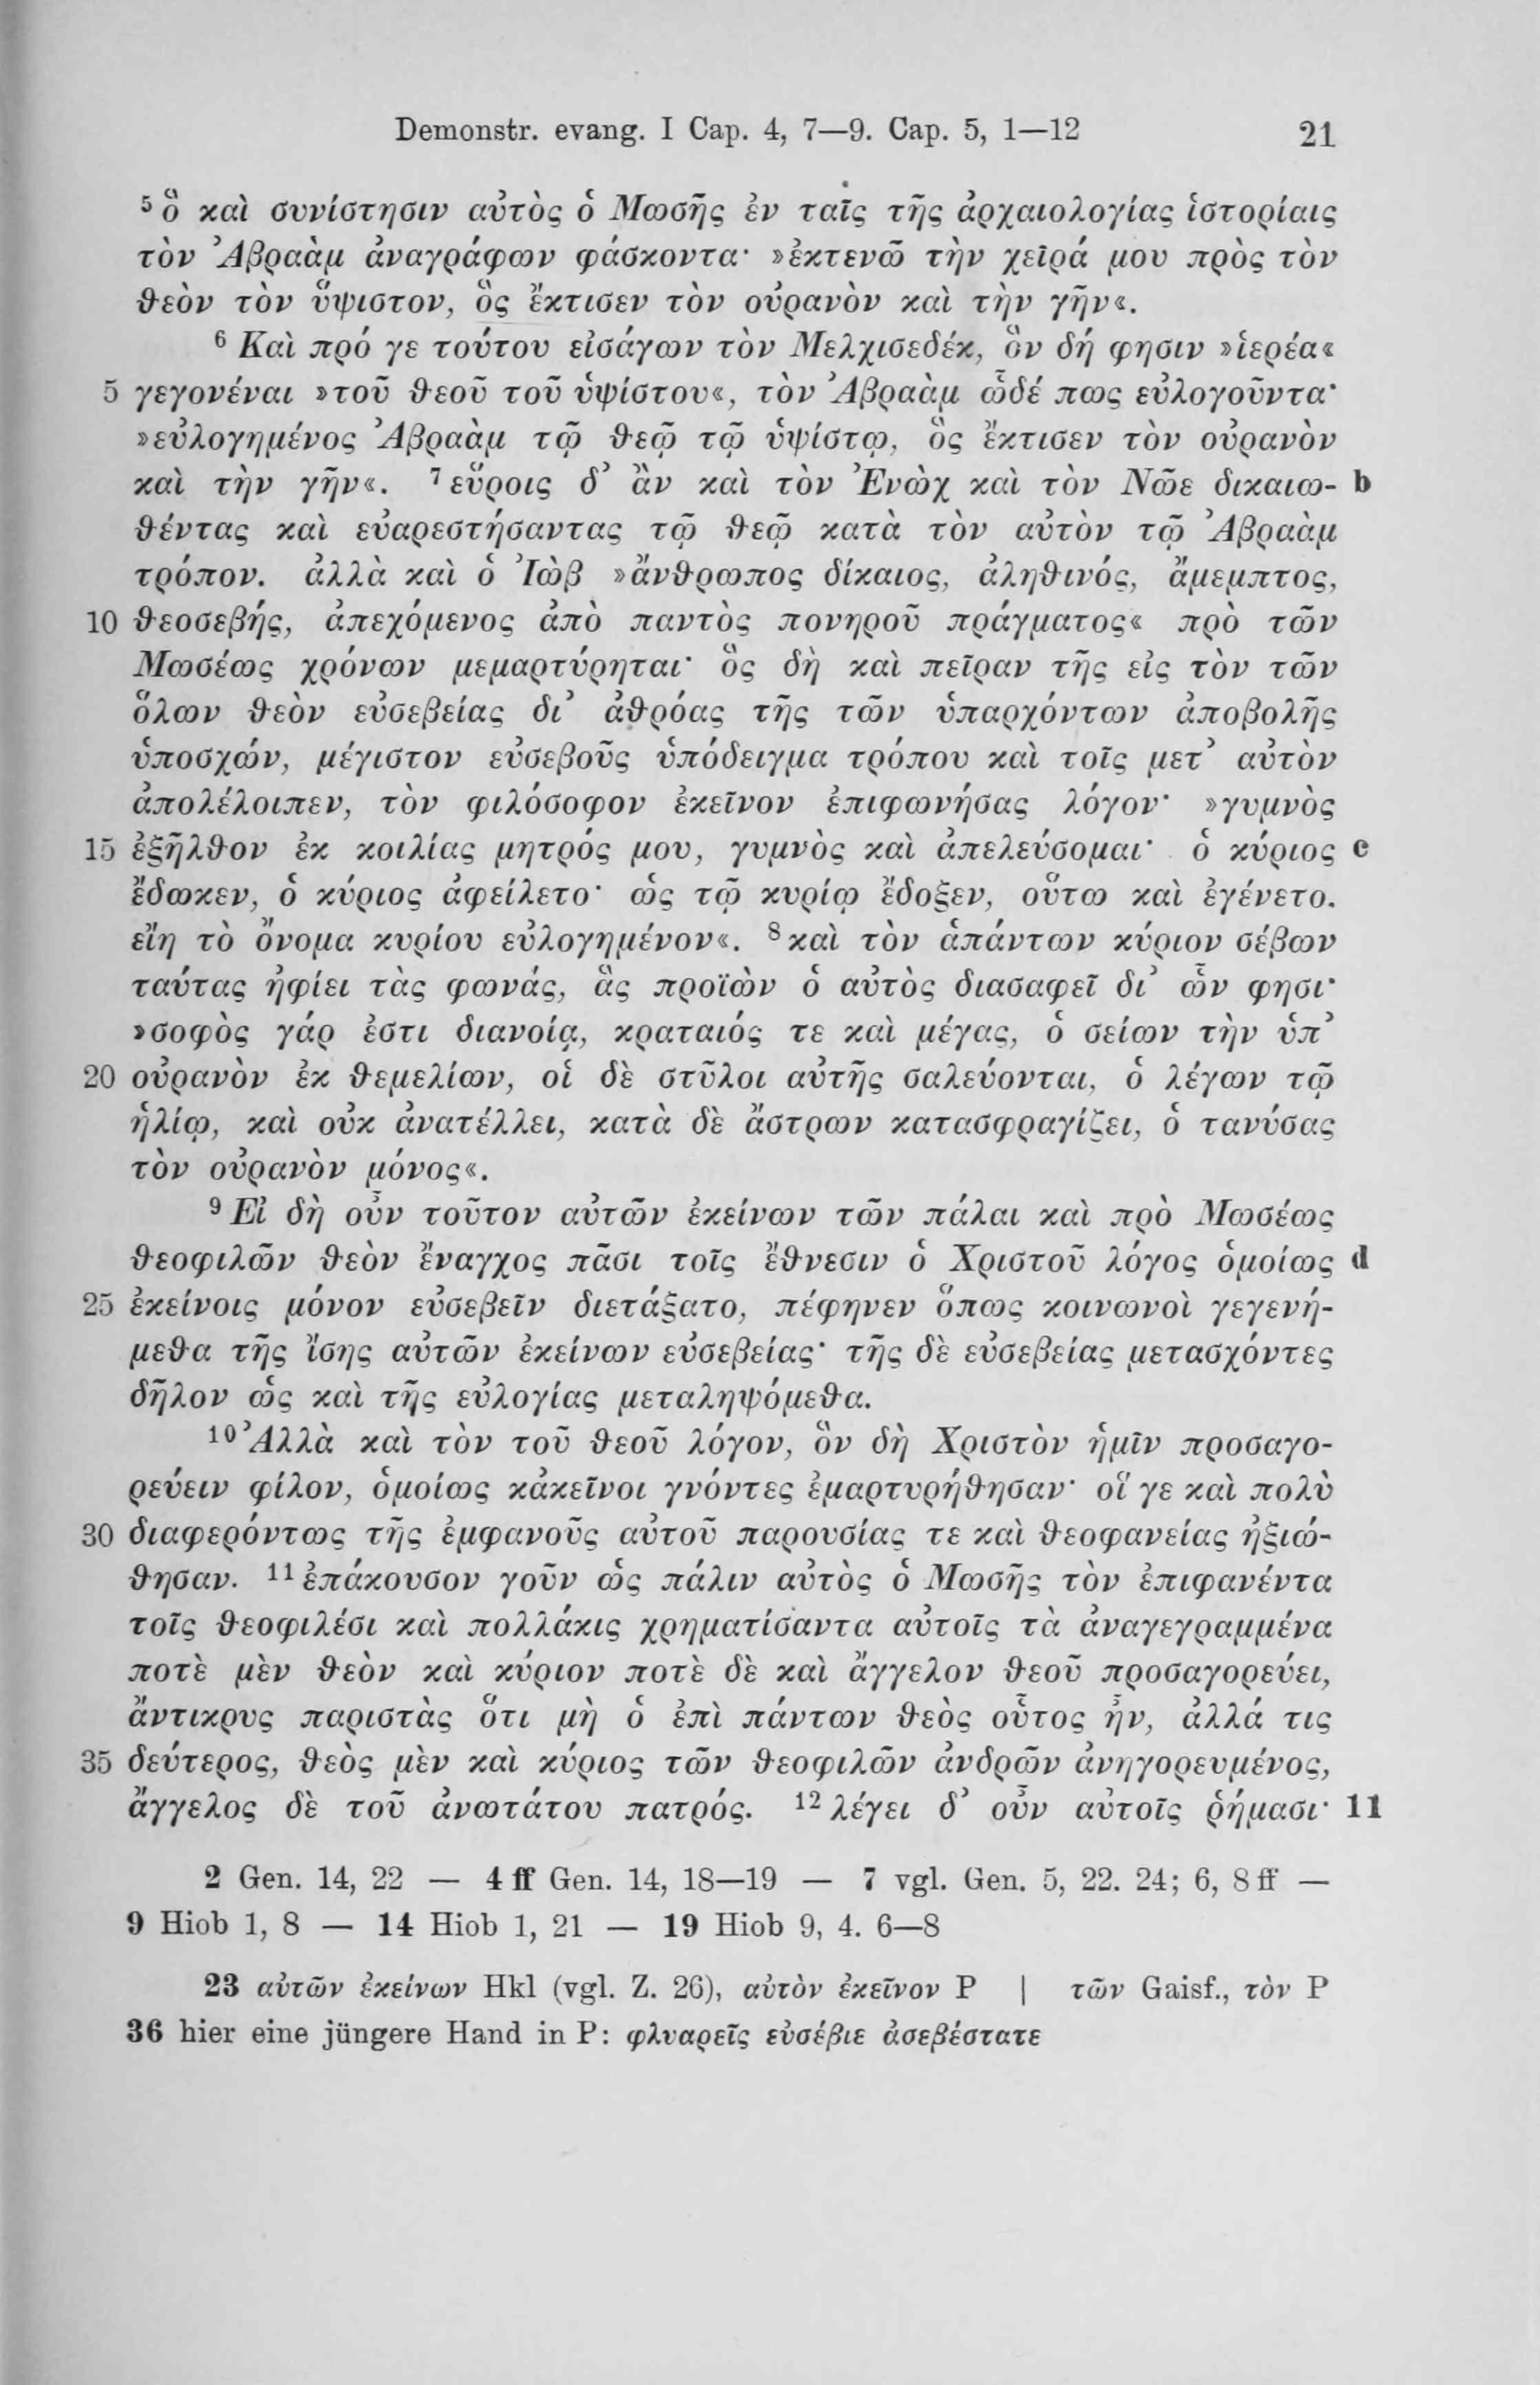 Demonstr. evang. I Cap. 4, 7—9. Cap. 5, 1—12 21
⁵ ὃ καὶ συνίστησιν αὐτὸς ὁ Μωσῆς ἐν ταῖς τῆς ἀρχαιολογίας ἱστορίαις
τὸν Ἀβραὰμ ἀναγράφων φάσκοντα· »ἐκτενῶ τὴν χεῖρά μου πρὸς τὸν
θεὸν τὸν ὕψιστον, ὃς ἔκτισεν τὸν οὐρανὸν καὶ τὴν γῆν«.
⁶ Καὶ πρό γε τούτου εἰσάγων τὸν Μελχισεδέκ, ὃν δή φησιν »ἱερέα«
5 γεγονέναι »τοῦ θεοῦ τοῦ ὑψίστου«, τὸν Ἀβραὰμ ὧδέ πως εὐλογοῦντα·
»εὐλογημένος Ἀβραὰμ τῷ θεῷ τῷ ὑψίστῳ, ὃς ἔκτισεν τὸν οὐρανὸν
καὶ τὴν γῆν«. ⁷ εὕροις δ’ ἂν καὶ τὸν Ἐνὼχ καὶ τὸν Νῶε δικαιω- b
θέντας καὶ εὐαρεστήσαντας τῷ θεῷ κατὰ τὸν αὐτὸν τῷ Ἀβραὰμ
τρόπον. ἀλλὰ καὶ ὁ Ἰὼβ »ἄνθρωπος δίκαιος, ἀληθινός, ἄμεμπτος,
10 θεοσεβής, ἀπεχόμενος ἀπὸ παντὸς πονηροῦ πράγματος« πρὸ τῶν
Μωσέως χρόνων μεμαρτύρηται· ὃς δὴ καὶ πεῖραν τῆς εἰς τὸν τῶν
ὅλων θεὸν εὐσεβείας δι’ ἀθρόας τῆς τῶν ὑπαρχόντων ἀποβολῆς
ὑποσχών, μέγιστον εὐσεβοῦς ὑπόδειγμα τρόπου καὶ τοῖς μετ’ αὐτὸν
ἀπολέλοιπεν, τὸν φιλόσοφον ἐκεῖνον ἐπιφωνήσας λόγον· »γυμνὸς
15 ἐξῆλθον ἐκ κοιλίας μητρός μου, γυμνὸς καὶ ἀπελεύσομαι· ὁ κύριος c
ἔδωκεν, ὁ κύριος ἀφείλετο· ὡς τῷ κυρίῳ ἔδοξεν, οὕτω καὶ ἐγένετο.
εἴη τὸ ὄνομα κυρίου εὐλογημένον«. ⁸ καὶ τὸν ἁπάντων κύριον σέβων
ταύτας ἠφίει τὰς φωνάς, ἃς προϊὼν ὁ αὐτὸς διασαφεῖ δι’ ὧν φησι·
»σοφὸς γάρ ἐστι διανοίᾳ, κραταιός τε καὶ μέγας, ὁ σείων τὴν ὑπ’
20 οὐρανὸν ἐκ θεμελίων, οἱ δὲ στῦλοι αὐτῆς σαλεύονται, ὁ λέγων τῷ
ἡλίῳ, καὶ οὐκ ἀνατέλλει, κατὰ δὲ ἄστρων κατασφραγίζει, ὁ τανύσας
τὸν οὐρανὸν μόνος«.
⁹ Εἰ δὴ οὖν τοῦτον αὐτῶν ἐκείνων τῶν πάλαι καὶ πρὸ Μωσέως
θεοφιλῶν θεὸν ἔναγχος πᾶσι τοῖς ἔθνεσιν ὁ Χριστοῦ λόγος ὁμοίως d
25 ἐκείνοις μόνον εὐσεβεῖν διετάξατο, πέφηνεν ὅπως κοινωνοὶ γεγενή-
μεθα τῆς ἴσης αὐτῶν ἐκείνων εὐσεβείας· τῆς δὲ εὐσεβείας μετασχόντες
δῆλον ὡς καὶ τῆς εὐλογίας μεταληψόμεθα.
¹⁰ Ἀλλὰ καὶ τὸν τοῦ θεοῦ λόγον, ὃν δὴ Χριστὸν ἡμῖν προσαγο-
ρεύειν φίλον, ὁμοίως κἀκεῖνοι γνόντες ἐμαρτυρήθησαν· οἵ γε καὶ πολὺ
30 διαφερόντως τῆς ἐμφανοῦς αὐτοῦ παρουσίας τε καὶ θεοφανείας ἠξιώ-
θησαν. ¹¹ ἐπάκουσον γοῦν ὡς πάλιν αὐτὸς ὁ Μωσῆς τὸν ἐπιφανέντα
τοῖς θεοφιλέσι καὶ πολλάκις χρηματίσαντα αὐτοῖς τὰ ἀναγεγραμμένα
ποτὲ μὲν θεὸν καὶ κύριον ποτὲ δὲ καὶ ἄγγελον θεοῦ προσαγορεύει,
ἄντικρυς παριστὰς ὅτι μὴ ὁ ἐπὶ πάντων θεὸς οὗτος ἦν, ἀλλά τις
35 δεύτερος, θεὸς μὲν καὶ κύριος τῶν θεοφιλῶν ἀνδρῶν ἀνηγορευμένος,
ἄγγελος δὲ τοῦ ἀνωτάτου πατρός. ¹² λέγει δ’ οὖν αὐτοῖς ῥήμασι· 11
2 Gen. 14, 22 — 4 ff Gen. 14, 18—19 — 7 vgl. Gen. 5, 22. 24; 6, 8 ff —
9 Hiob 1, 8 — 14 Hiob 1, 21 — 19 Hiob 9, 4. 6—8
23 αὐτῶν ἐκείνων Hkl (vgl. Z. 26), αὐτὸν ἐκεῖνον P | τῶν Gaisf., τὸν P
36 hier eine jüngere Hand in P: φλυαρεῖς εὐσέβιε ἀσεβέστατε